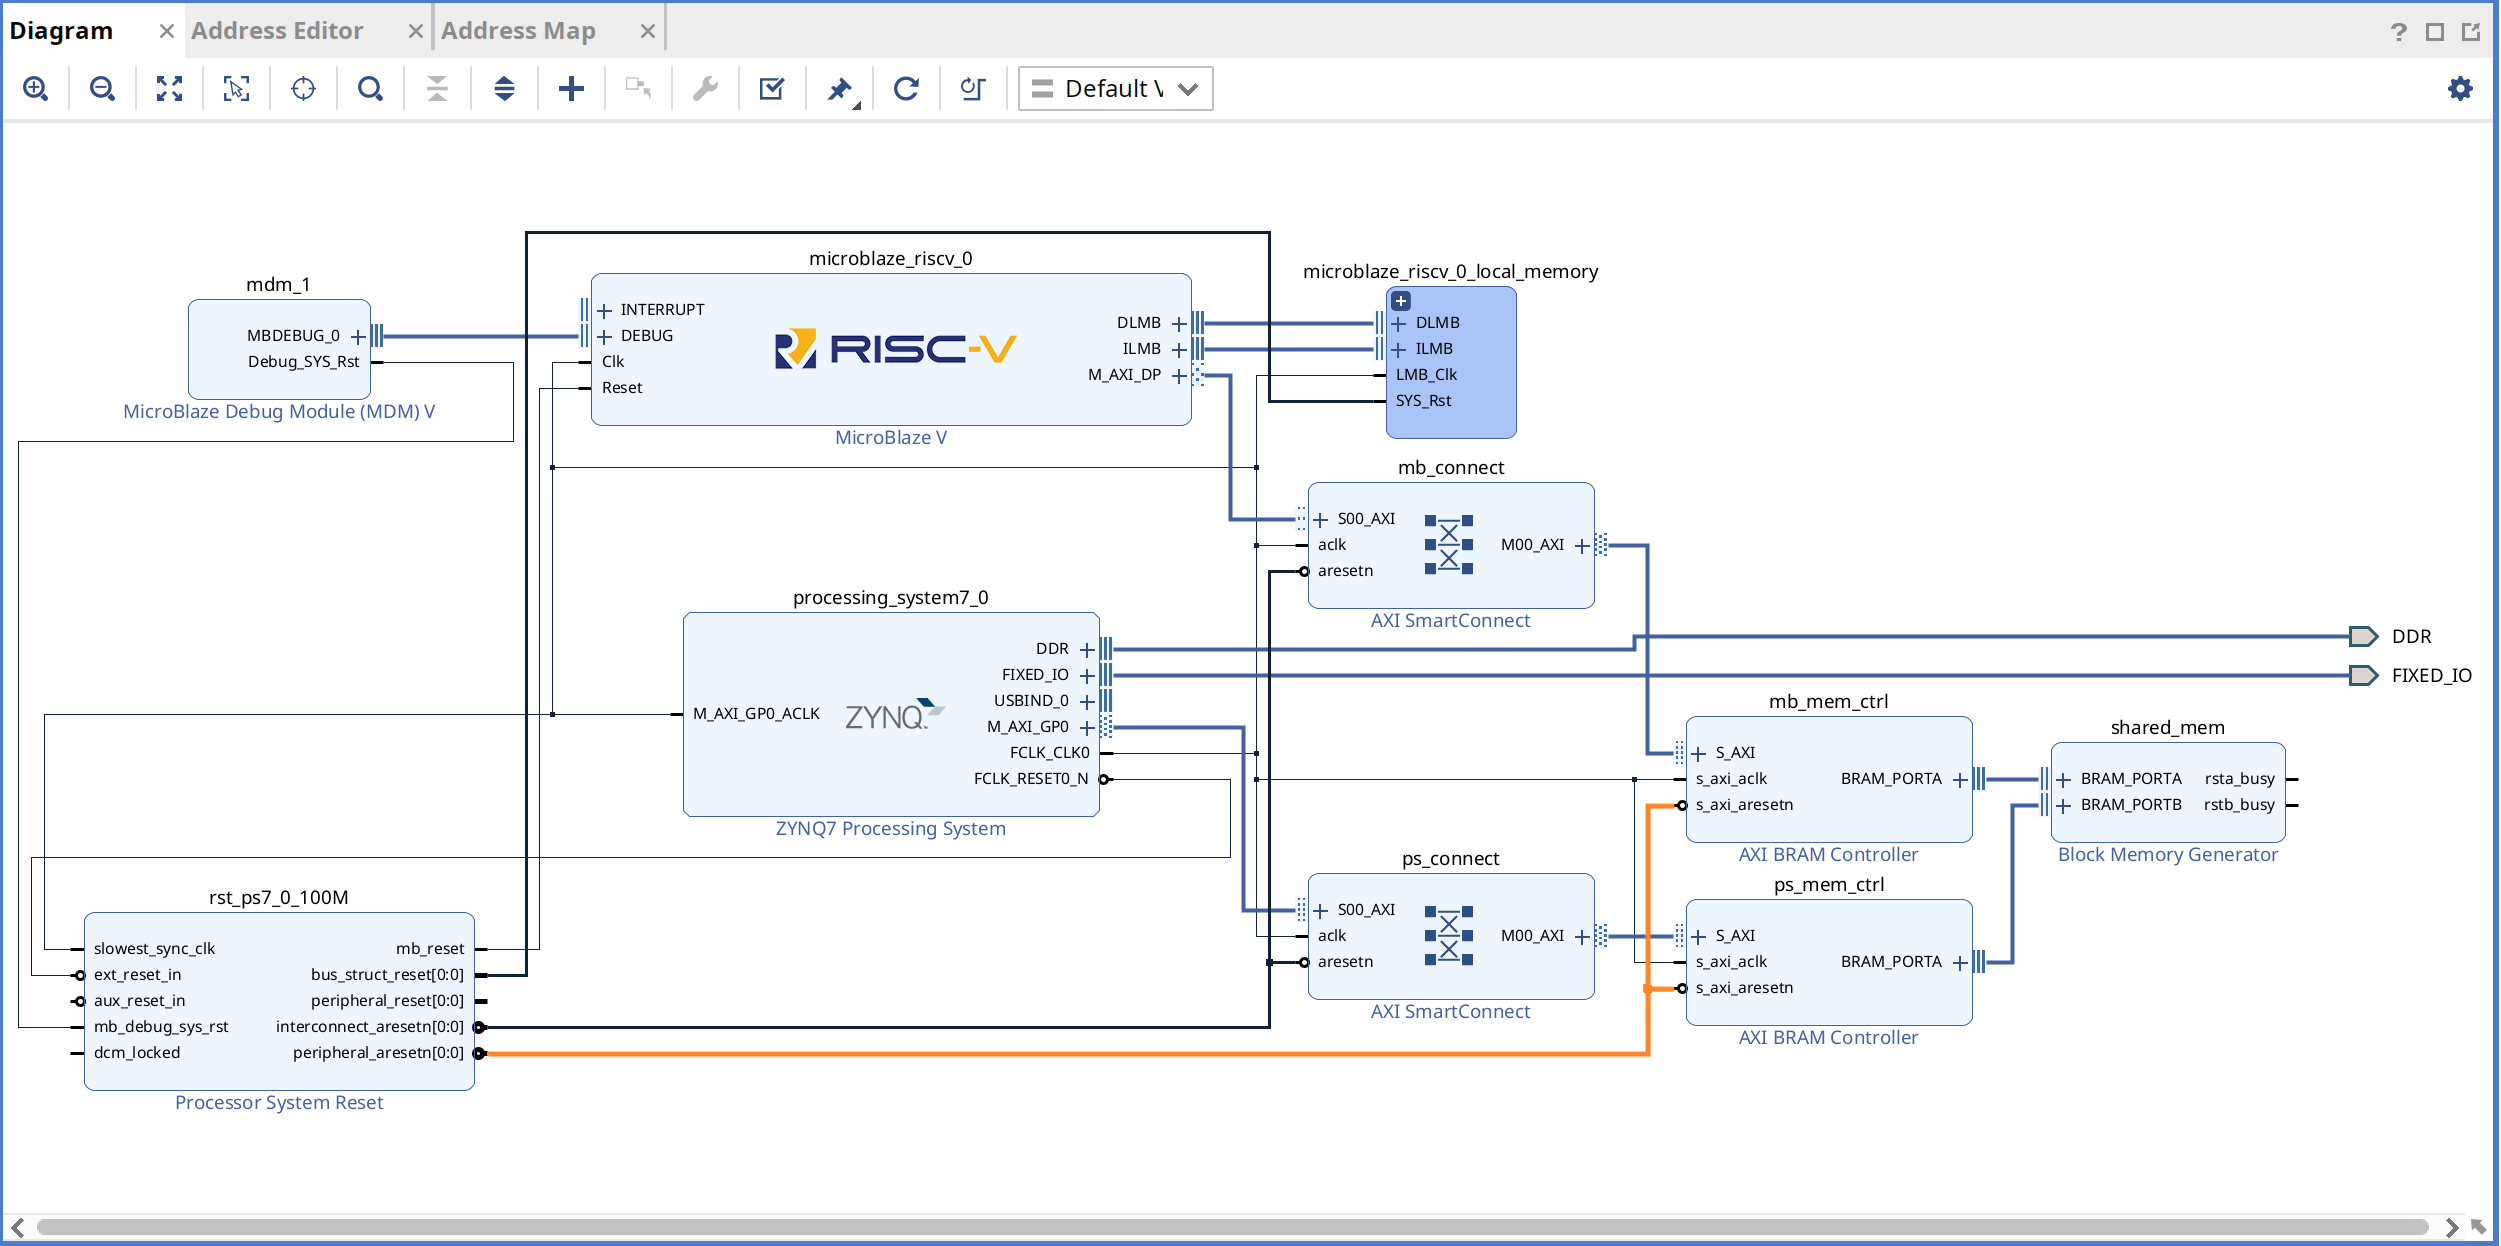 Diagram
Address Editor
Address Map
?
Default
microblaze_riscv_0
INTERRUPT
DEBUG
Clk
Reset
RISC-V
DLMB
ILMB
M_AXI_DP
MicroBlaze V
microblaze_riscv_0_local_memory
DLMB
ILMB
LMB_Clk
SYS_Rst
mdm_1
MBDEBUG_0
Debug_SYS_Rst
MicroBlaze Debug Module (MDM) V
mb_connect
S00_AXI
aclk
aresetn
M00_AXI
AXI SmartConnect
processing_system7_0
M_AXI_GP0_ACLK
ZYNQ
DDR
FIXED_IO
USBIND_0
M_AXI_GP0
FCLK_CLK0
FCLK_RESET0_N
ZYNQ7 Processing System
DDR
FIXED_IO
mb_mem_ctrl
S_AXI
s_axi_aclk
s_axi_aresetn
BRAM_PORTA
AXI BRAM Controller
shared_mem
BRAM_PORTA
BRAM_PORTB
rsta_busy
rstb_busy
Block Memory Generator
ps_connect
S00_AXI
aclk
aresetn
M00_AXI
AXI SmartConnect
ps_mem_ctrl
S_AXI
s_axi_aclk
s_axi_aresetn
BRAM_PORTA
AXI BRAM Controller
rst_ps7_0_100M
slowest_sync_clk
ext_reset_in
aux_reset_in
mb_debug_sys_rst
dcm_locked
mb_reset
bus_struct_reset[0:0]
peripheral_reset[0:0]
interconnect_aresetn[0:0]
peripheral_aresetn[0:0]
Processor System Reset